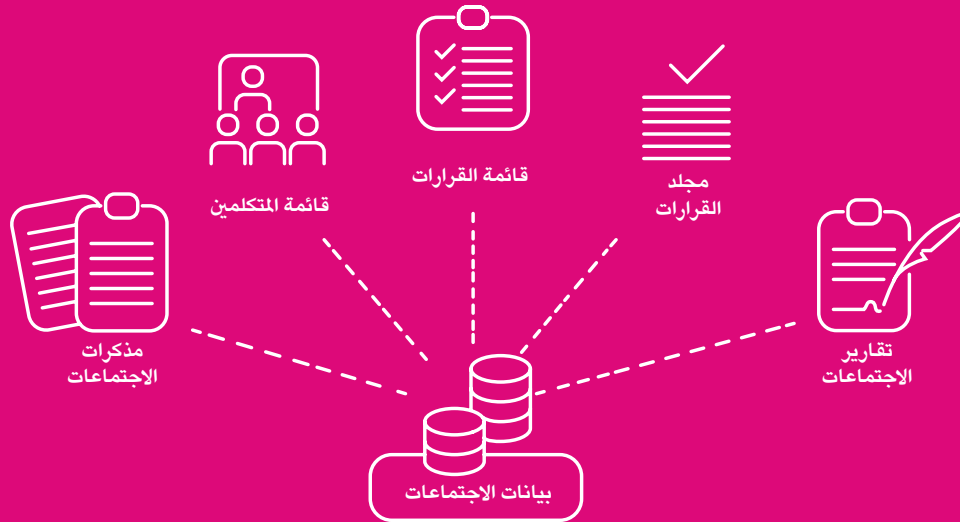 قائمة القرارات
مجلد
القرارات
قائمة المتكلمين
تقارير
الاجتماعات
مذكرات
الاجتماعات
بيانات الاجتماعات